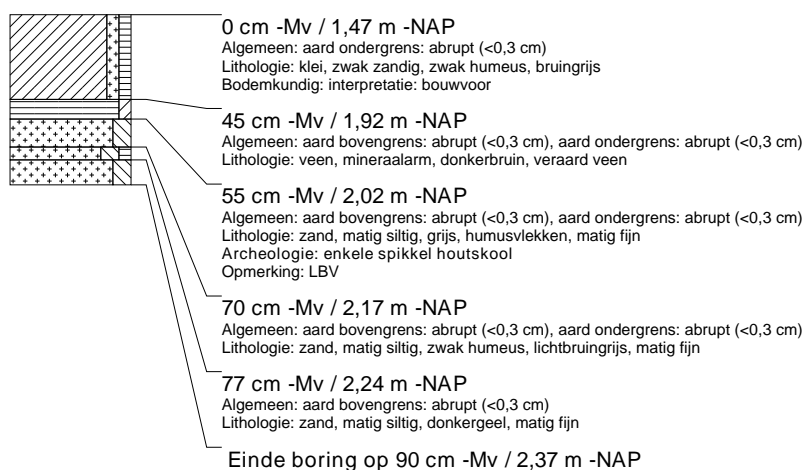 0 cm -Mv / 1,47 m -NAP
Algemeen: aard ondergrens: abrupt (<0,3 cm)
Lithologie: klei, zwak zandig, zwak humeus, bruingrijs
Bodemkundig: interpretatie: bouwvoor
45 cm -Mv / 1,92 m -NAP
Algemeen: aard bovengrens: abrupt (<0,3 cm), aard ondergrens: abrupt (<0,3 cm)
Lithologie: veen, mineraalarm, donkerbruin, veraard veen
55 cm -Mv / 2,02 m -NAP
Algemeen: aard bovengrens: abrupt (<0,3 cm), aard ondergrens: abrupt (<0,3 cm)
Lithologie: zand, matig siltig, grijs, humusvlekken, matig fijn
Archeologie: enkele spikkel houtskool
Opmerking: LBV
70 cm -Mv / 2,17 m -NAP
Algemeen: aard bovengrens: abrupt (<0,3 cm), aard ondergrens: abrupt (<0,3 cm)
Lithologie: zand, matig siltig, zwak humeus, lichtbruingrijs, matig fijn
77 cm -Mv / 2,24 m -NAP
Algemeen: aard bovengrens: abrupt (<0,3 cm)
Lithologie: zand, matig siltig, donkergeel, matig fijn
Einde boring op 90 cm -Mv / 2,37 m -NAP